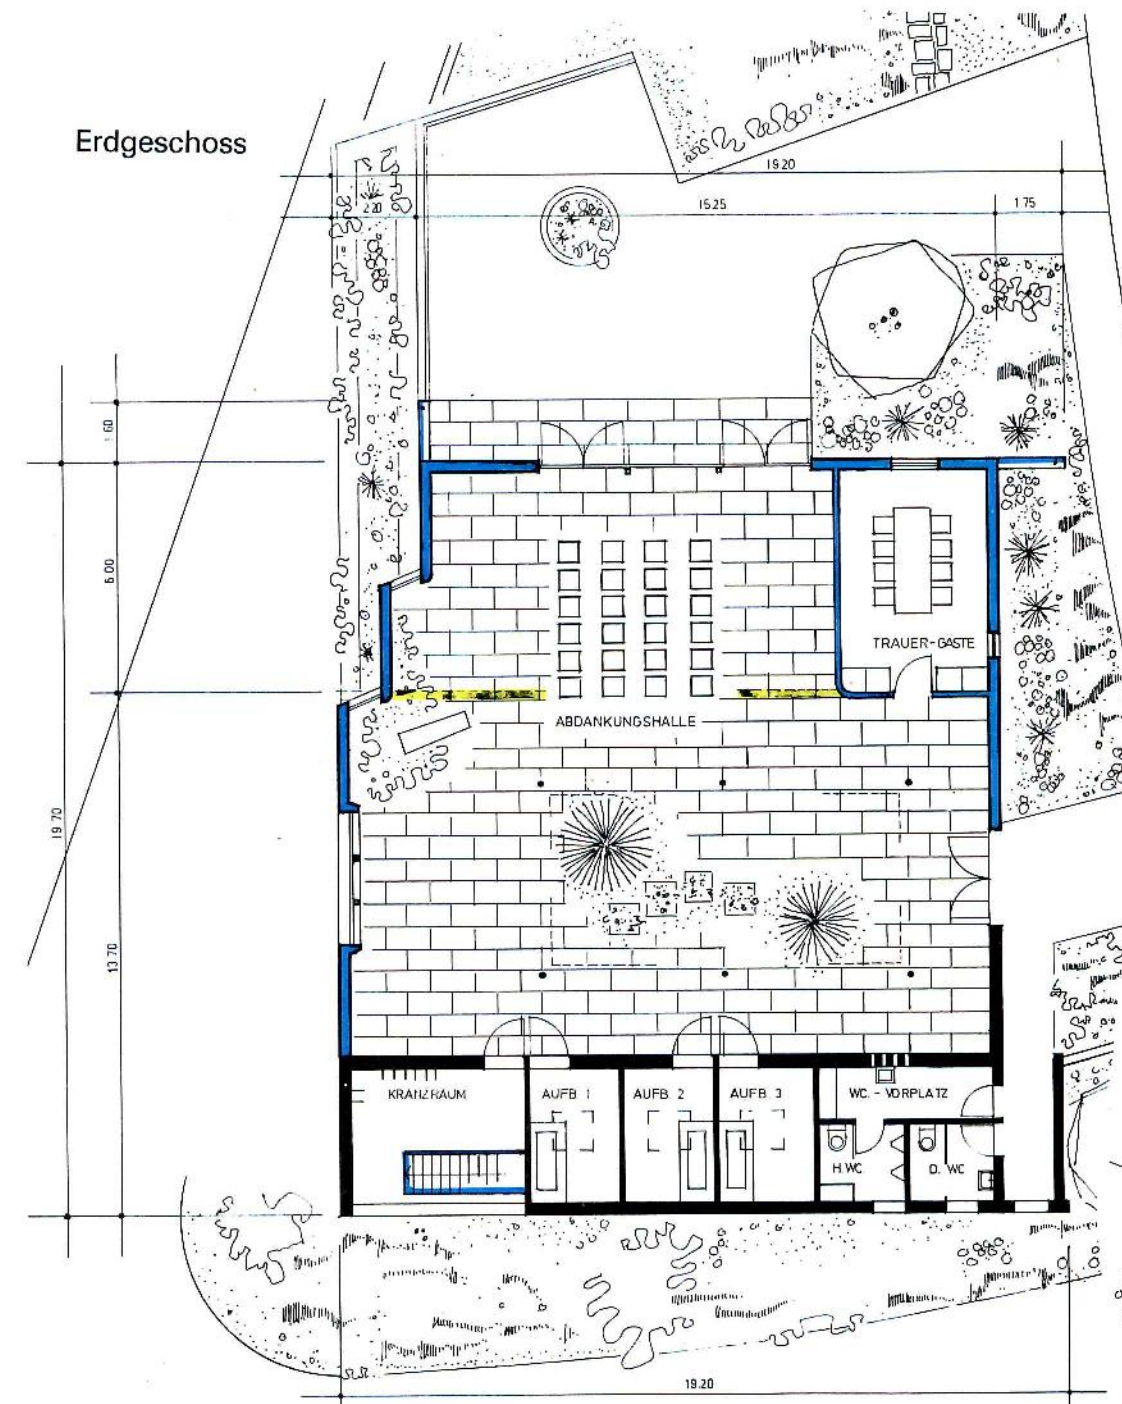 Erdgeschoss
19.20
2.20
15.25
1.75
1.60
6.00
TRAUER-GÄSTE
ABDANKUNGSHALLE
19.70
13.70
KRANZRAUM
AUFB. 1
AUFB. 2
AUFB. 3
WC. - VORPLATZ
H. WC
D. WC
19.20